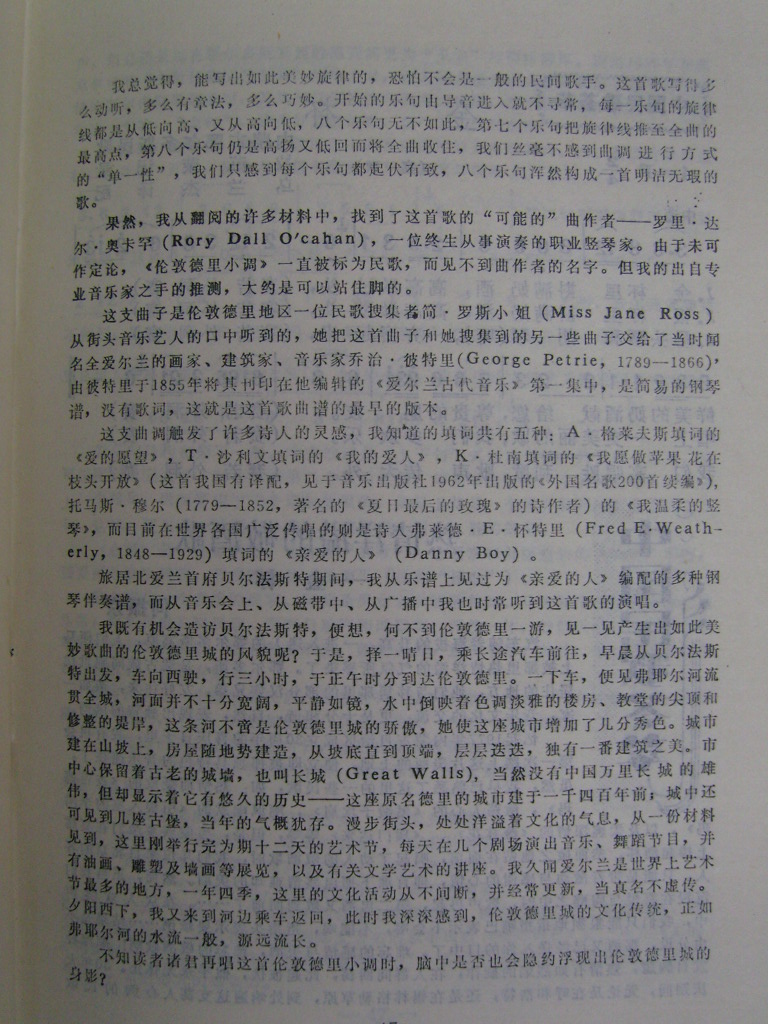 我总觉得，能写出如此美妙旋律的，恐怕不会是一般的民间歌手。这首歌写得多
么动听，多么有章法，多么巧妙。开始的乐句由导音进入就不寻常，每一乐句的旋律
线都是从低向高、又从高向低，八个乐句无不如此，第七个乐句把旋律线推至全曲的
最高点，第八个乐句仍是高扬又低回而将全曲收住，我们丝毫不感到曲调进行方式
的“单一性”，我们只感到每个乐句都起伏有致，八个乐句浑然构成一首明洁无瑕的
歌。
果然，我从翻阅的许多材料中，找到了这首歌的“可能的”曲作者——罗里·达
尔·奥卡罕(Rory Dall O'cahan)，一位终生从事演奏的职业竖琴家。由于未可
作定论，《伦敦德里小调》一直被标为民歌，而见不到曲作者的名字。但我的出自专
业音乐家之手的推测，大约是可以站住脚的。
这支曲子是伦敦德里地区一位民歌搜集者简·罗斯小姐(Miss Jane Ross)
从街头音乐艺人的口中听到的，她把这首曲子和她搜集到的另一些曲子交给了当时闻
名全爱尔兰的画家、建筑家、音乐家乔治·彼特里(George Petrie, 1789—1866)，
由彼特里于1855年将其刊印在他编辑的《爱尔兰古代音乐》第一集中，是简易的钢琴
谱，没有歌词，这就是这首歌曲谱的最早的版本。
这支曲调触发了许多诗人的灵感，我知道的填词共有五种：A·格莱夫斯填词的
《爱的愿望》，T·沙利文填词的《我的爱人》，K·杜南填词的《我愿做苹果花在
枝头开放》（这首我国有译配，见于音乐出版社1962年出版的《外国名歌200首续编》），
托马斯·穆尔（1779—1852，著名的《夏日最后的玫瑰》的诗作者）的《我温柔的竖
琴》，而目前在世界各国广泛传唱的则是诗人弗莱德·E·怀特里（Fred E·Weath-
erly, 1848—1929）填词的《亲爱的人》（Danny Boy）。
旅居北爱兰首府贝尔法斯特期间，我从乐谱上见过为《亲爱的人》编配的多种钢
琴伴奏谱，而从音乐会上、从磁带中、从广播中我也时常听到这首歌的演唱。
我既有机会造访贝尔法斯特，便想，何不到伦敦德里一游，见一见产生出如此美
妙歌曲的伦敦德里城的风貌呢？于是，择一晴日，乘长途汽车前往，早晨从贝尔法斯
特出发，车向西驶，行三小时，于正午时分到达伦敦德里。一下车，便见弗耶尔河流
贯全城，河面并不十分宽阔，平静如镜，水中倒映着色调淡雅的楼房、教堂的尖顶和
修整的堤岸，这条河不啻是伦敦德里城的骄傲，她使这座城市增加了几分秀色。城市
建在山坡上，房屋随地势建造，从坡底直到顶端，层层迭迭，独有一番建筑之美。市
中心保留着古老的城墙，也叫长城(Great Walls)，当然没有中国万里长城的雄
伟，但却显示着它有悠久的历史——这座原名德里的城市建于一千四百年前；城中还
可见到几座古堡，当年的气概犹存。漫步街头，处处洋溢着文化的气息，从一份材料
见到，这里刚举行完为期十二天的艺术节，每天在几个剧场演出音乐、舞蹈节目，并
有油画、雕塑及墙画等展览，以及有关文学艺术的讲座。我久闻爱尔兰是世界上艺术
节最多的地方，一年四季，这里的文化活动从不间断，并经常更新，当真名不虚传。
夕阳西下，我又来到河边乘车返回，此时我深深感到，伦敦德里城的文化传统，正如
弗耶尔河的水流一般，源远流长。
不知读者诸君再唱这首伦敦德里小调时，脑中是否也会隐约浮现出伦敦德里城的
身影？